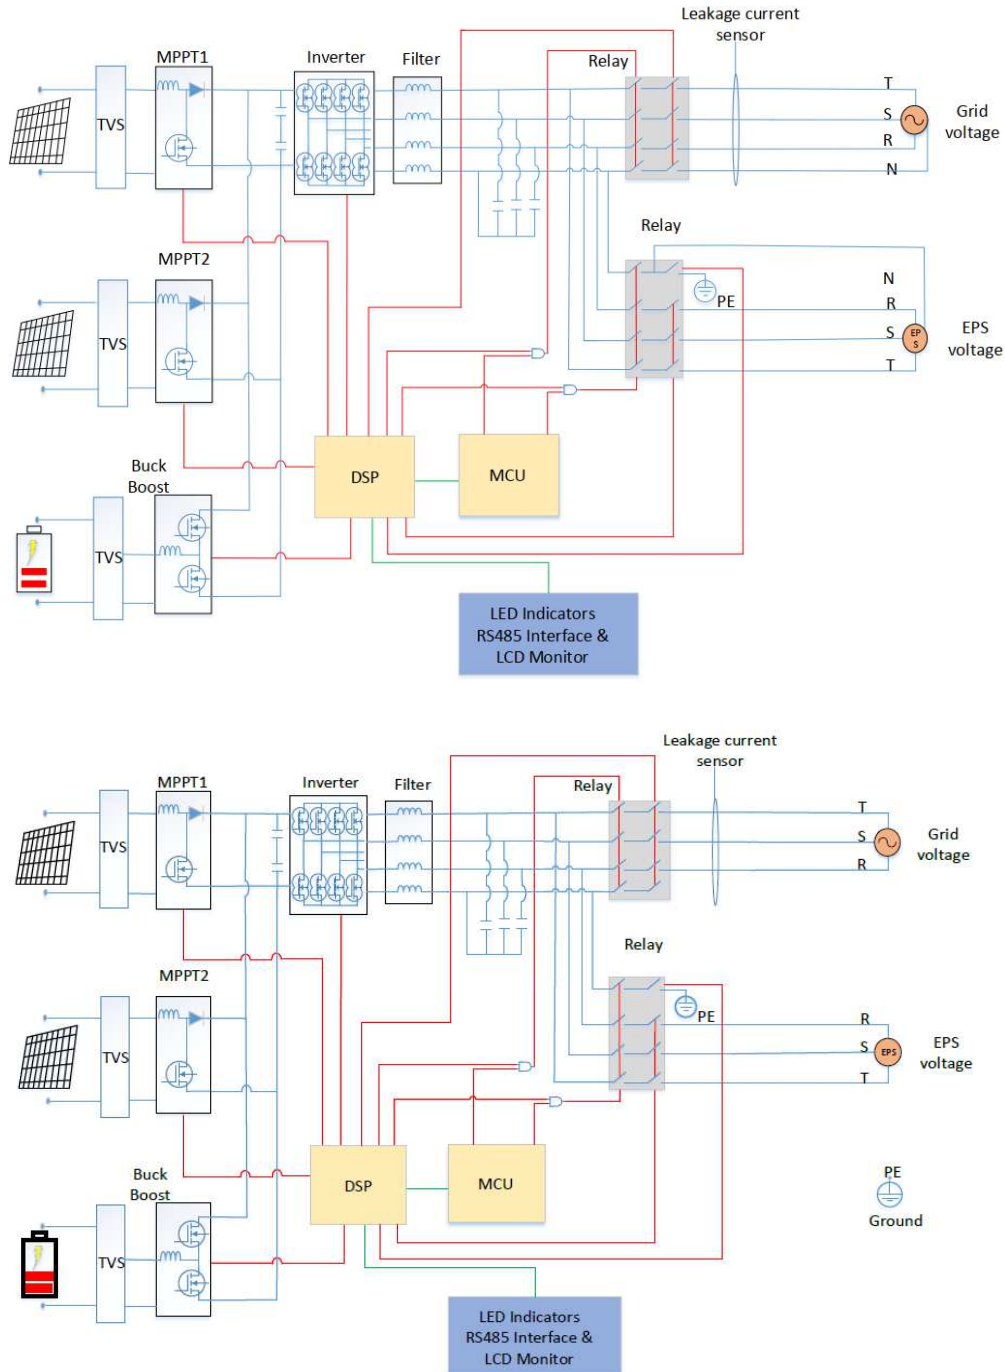 Leakage current
sensor
MPPT1
Inverter
Filter
Relay
T
TVS
S
Grid
voltage
R
N
Relay
MPPT2
N
PE
R
TVS
S
EP
S
EPS
voltage
T
Buck
Boost
DSP
MCU
TVS
LED Indicators
RS485 Interface &
LCD Monitor
Leakage current
sensor
MPPT1
Inverter
Filter
Relay
T
TVS
S
Grid
voltage
R
Relay
MPPT2
PE
R
TVS
S
EPS
EPS
voltage
T
Buck
Boost
DSP
MCU
PE
Ground
TVS
LED Indicators
RS485 Interface &
LCD Monitor